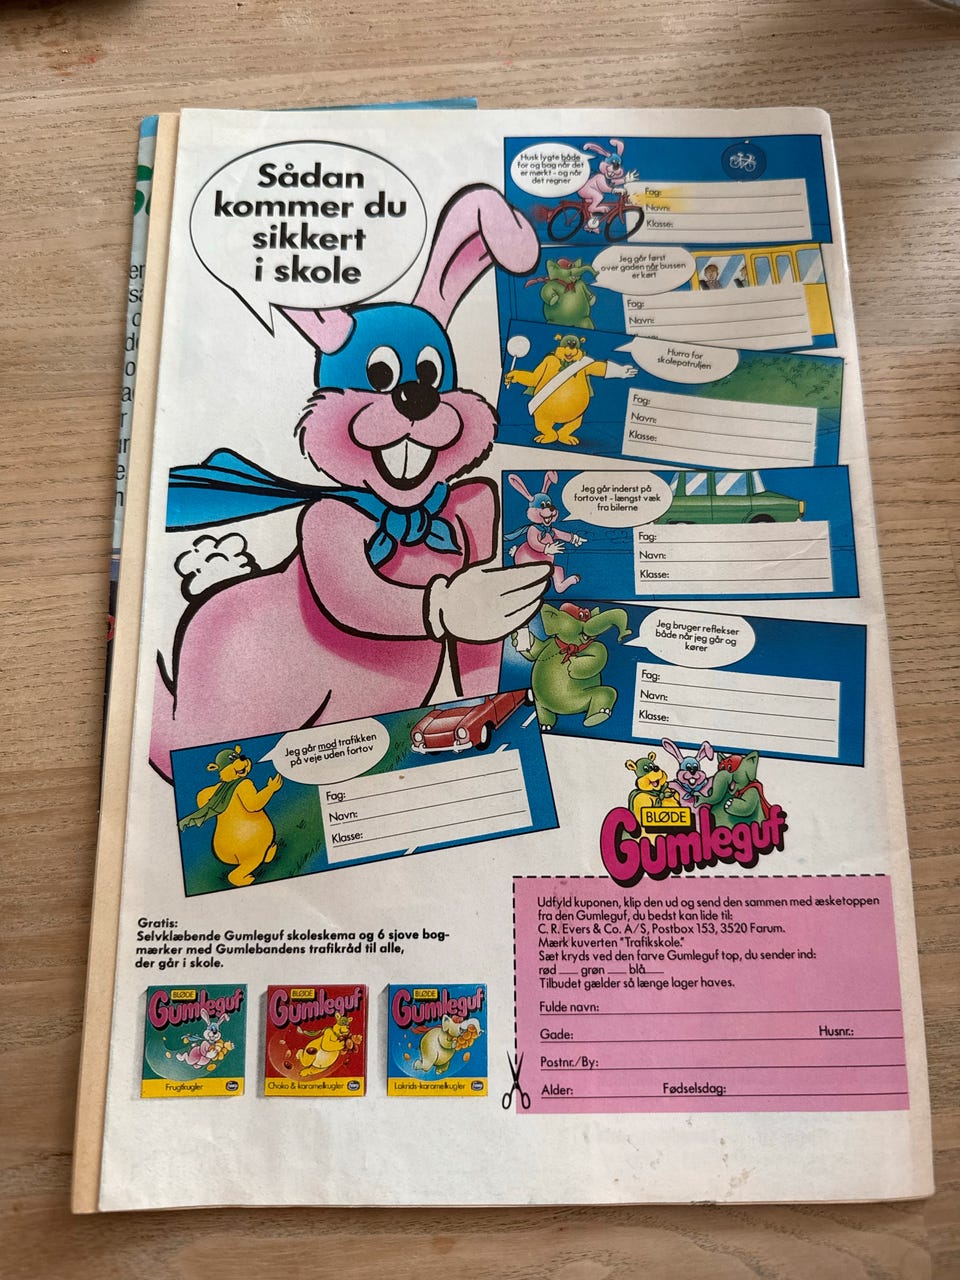 Sådan
kommer du
sikkert
i skole
Husk lygte både
for og bag når det
er mørkt - og når
det regner
Fag:
Navn:
Klasse:
Jeg går først
over gaden når bussen
er kørt
Fag:
Navn:
Hurra for
skolepatruljen
Fag:
Navn:
Klasse:
Jeg går inderst på
fortovet - længst væk
fra bilerne
Fag:
Navn:
Klasse:
Jeg bruger reflekser
både når jeg går og
kører
Fag:
Navn:
Klasse:
Jeg går mod trafikken
på veje uden fortov
Fag:
Navn:
Klasse:
BLØDE
Gumleguf
Gratis:
Selvklæbende Gumleguf skoleskema og 6 sjove bog-
mærker med Gumlebandens trafikråd til alle,
der går i skole.
BLØDE
Gumleguf
Frugtkugler
BLØDE
Gumleguf
Choko & karamelkugler
BLØDE
Gumleguf
Lakrids-karamelkugler
Udfyld kuponen, klip den ud og send den sammen med æsketoppen
fra den Gumleguf, du bedst kan lide til:
C. R. Evers & Co. A/S, Postbox 153, 3520 Farum.
Mærk kuverten "Trafikskole."
Sæt kryds ved den farve Gumleguf top, du sender ind:
rød ___ grøn ___ blå___
Tilbudet gælder så længe lager haves.
Fulde navn:
Gade: Husnr.:
Postnr./By:
Alder: Fødselsdag: